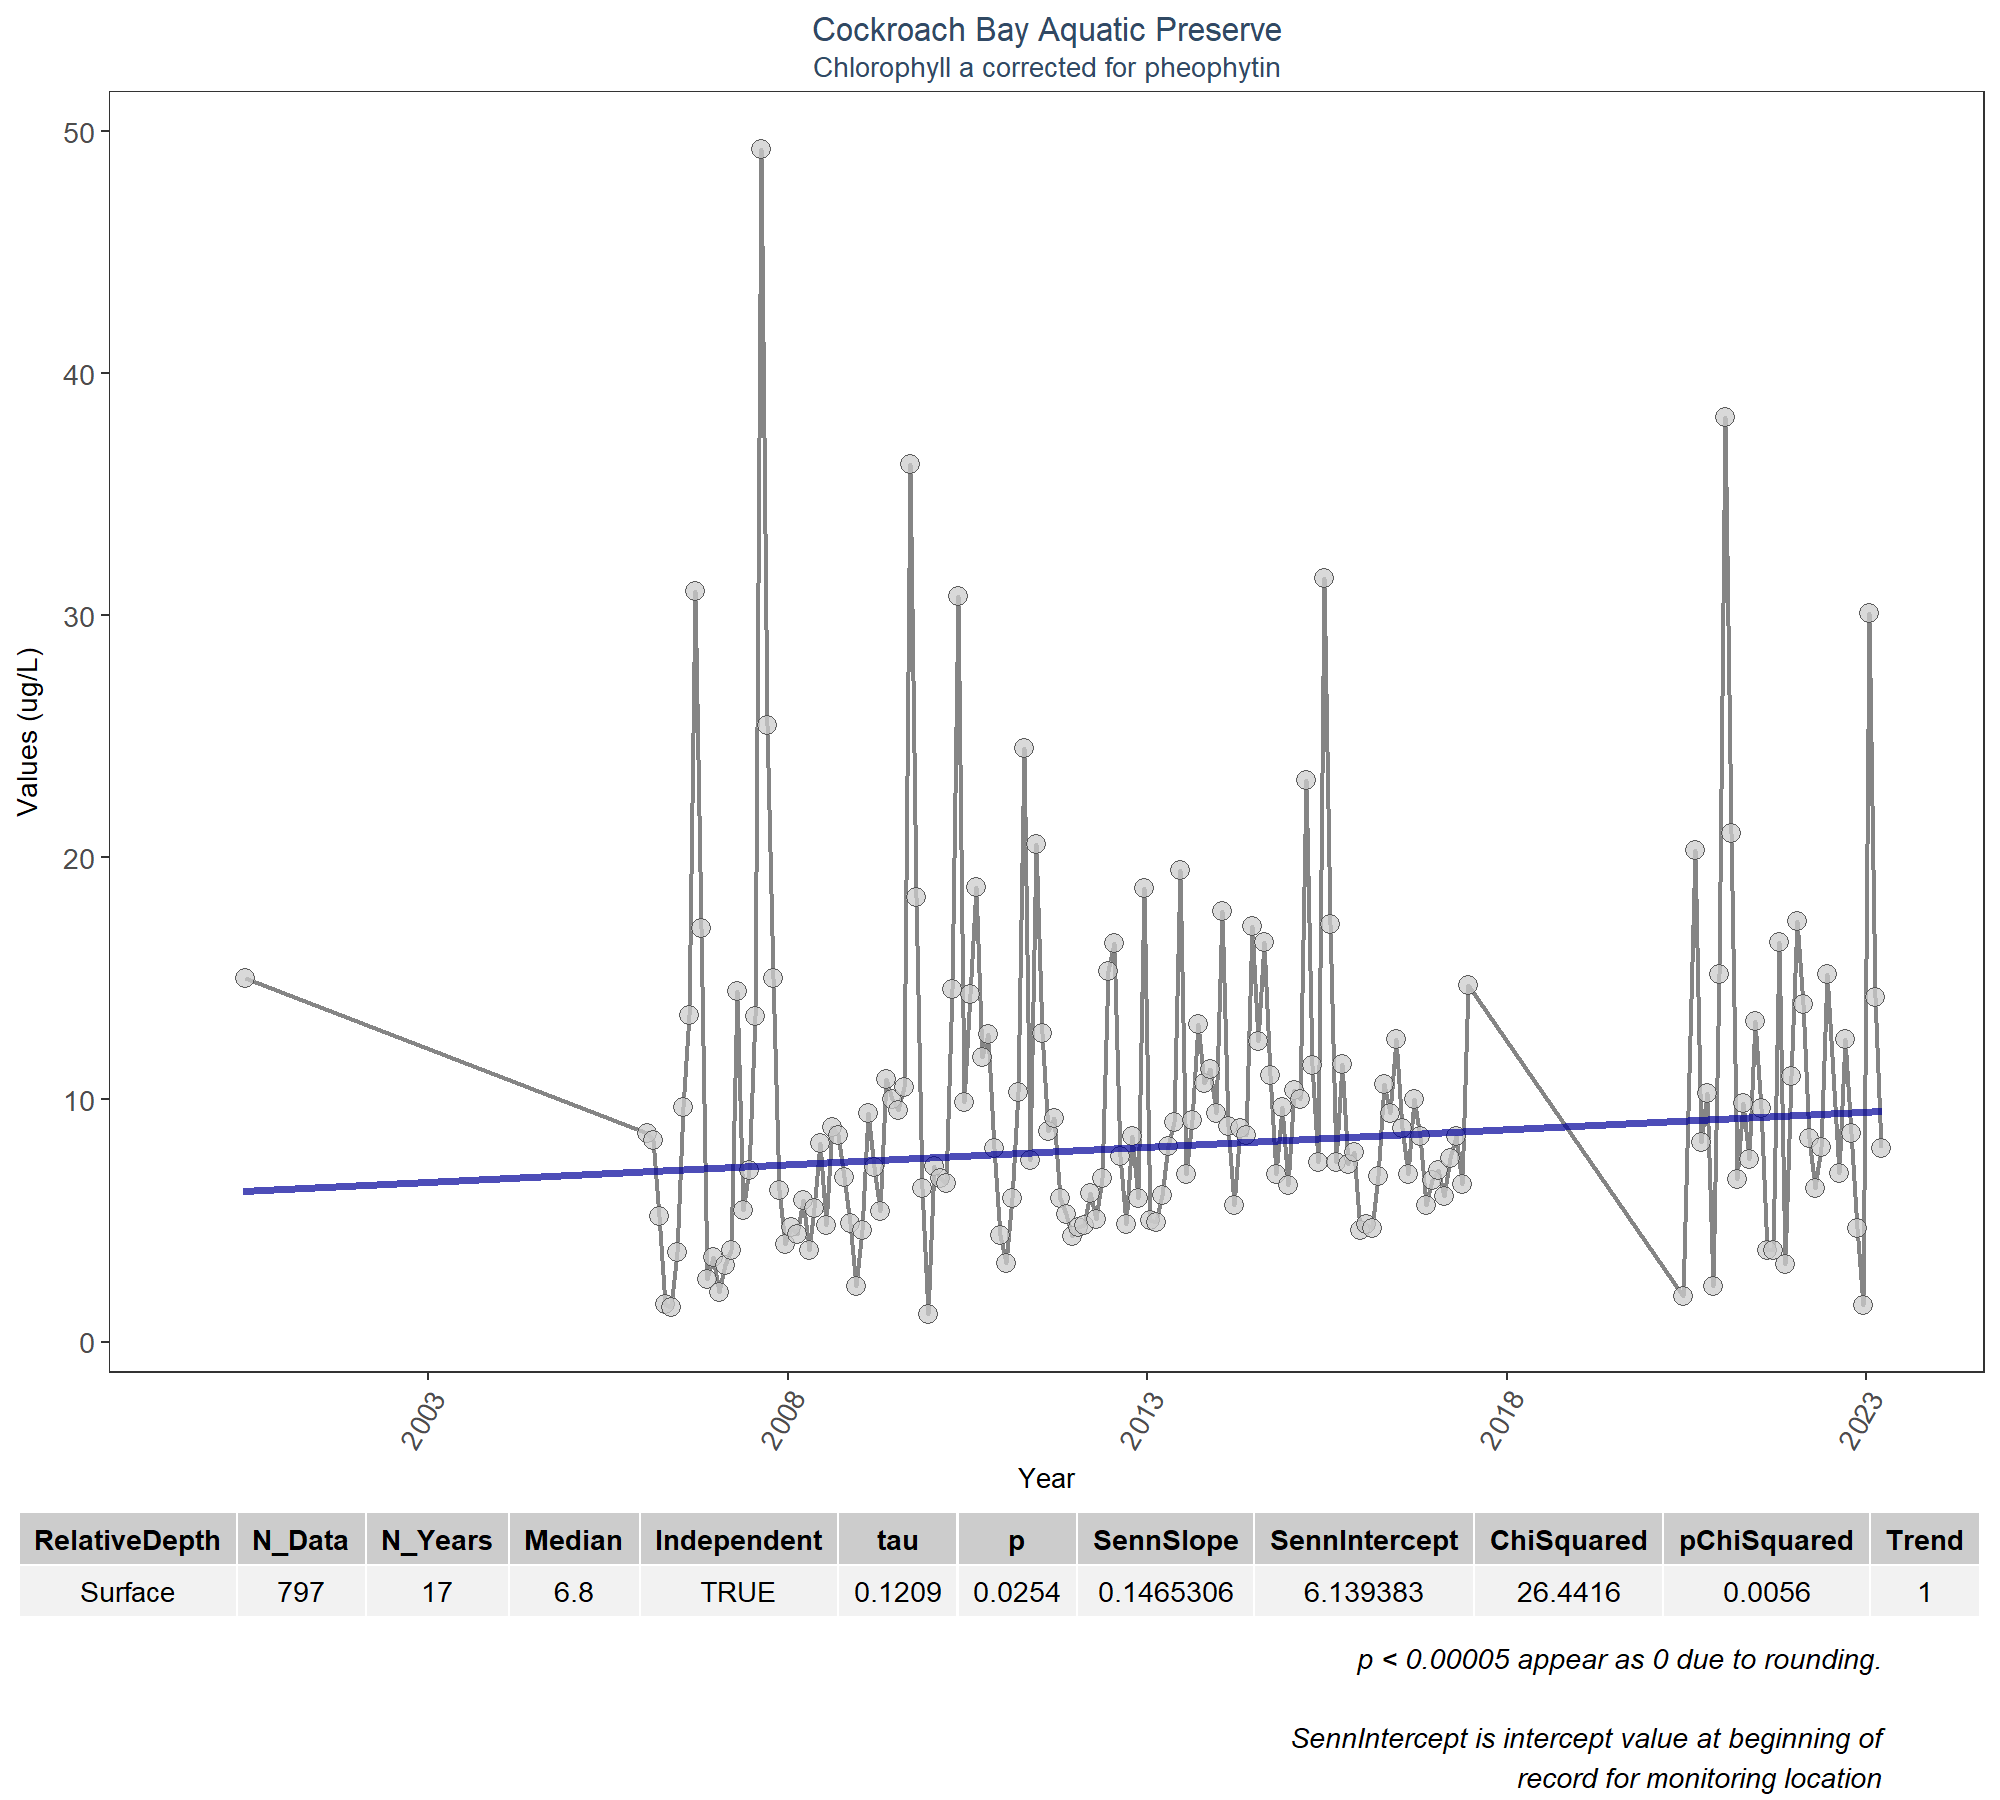 Cockroach Bay Aquatic Preserve
Chlorophyll a corrected for pheophytin
50
40
30
20
10
0
Values (ug/L)
2003 2008 2013 2018 2023
Year
RelativeDepth N_Data N_Years Median Independent tau p SennSlope SennIntercept ChiSquared pChiSquared Trend
Surface 797 17 6.8 TRUE 0.1209 0.0254 0.1465306 6.139383 26.4416 0.0056 1
p < 0.00005 appear as 0 due to rounding.
SennIntercept is intercept value at beginning of
record for monitoring location